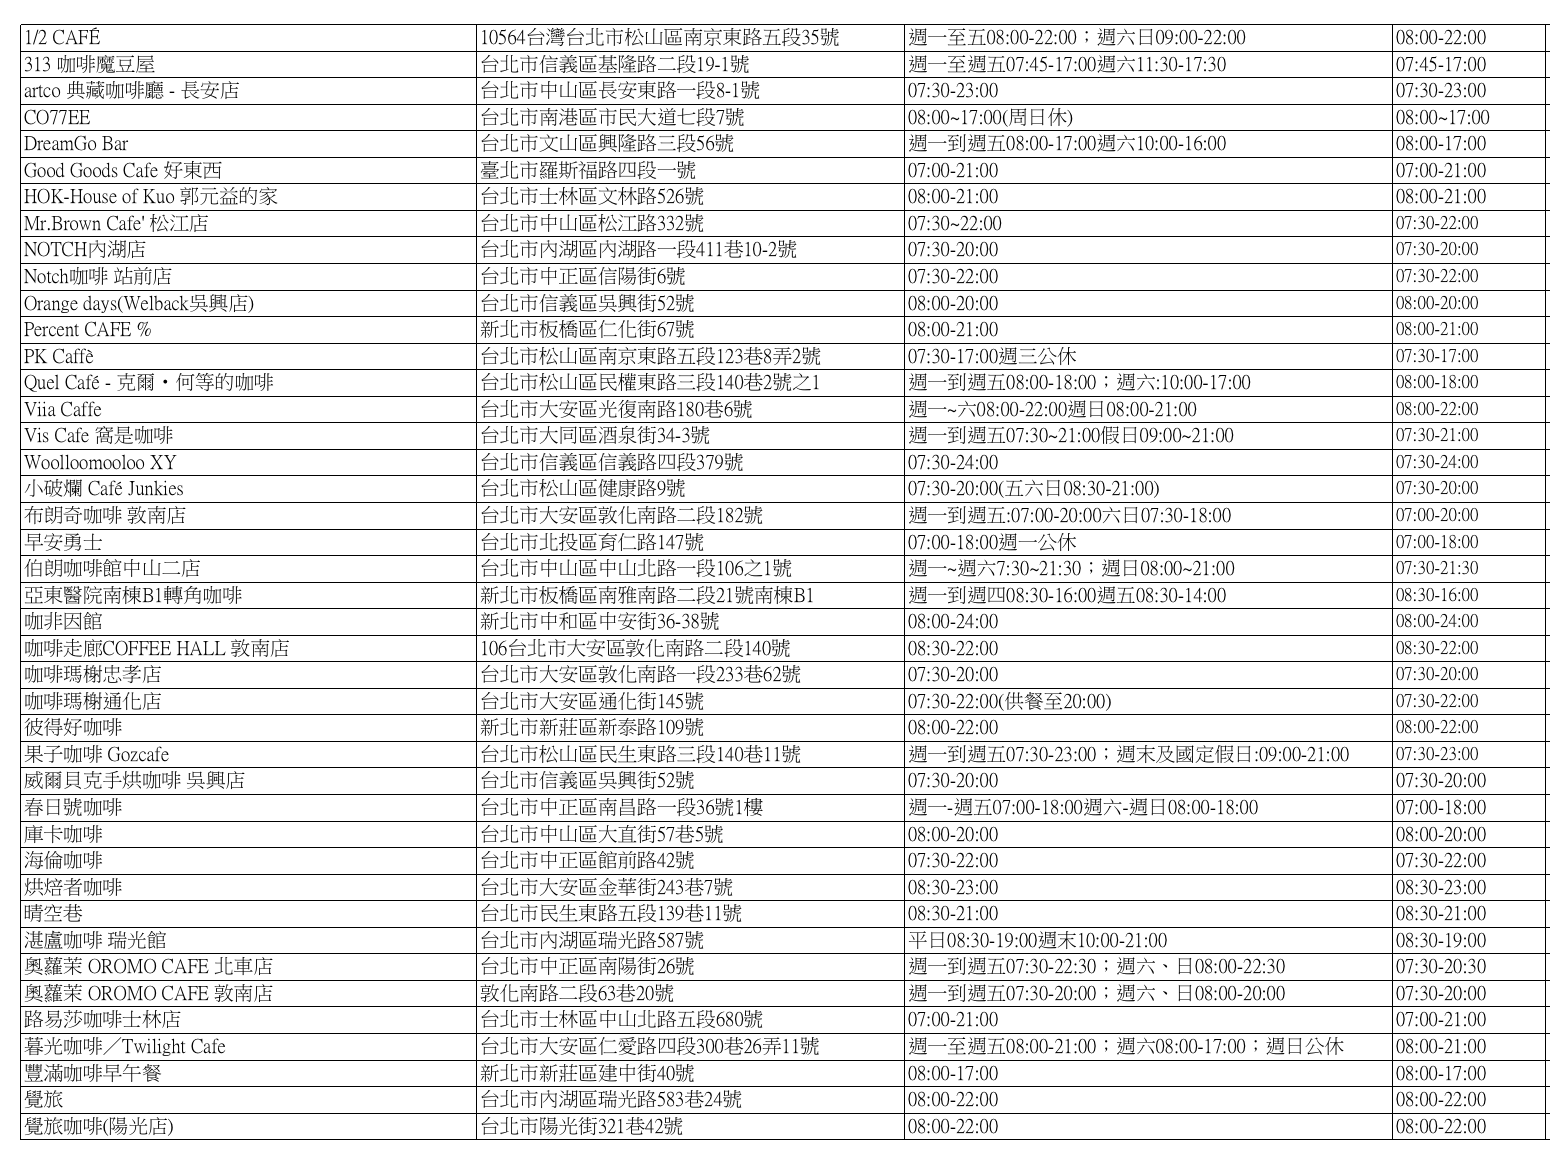 1/2 CAFÉ 10564台灣台北市松山區南京東路五段35號 週一至五08:00-22:00；週六日09:00-22:00 08:00-22:00
313 咖啡魔豆屋 台北市信義區基隆路二段19-1號 週一至週五07:45-17:00週六11:30-17:30 07:45-17:00
artco 典藏咖啡廳 - 長安店 台北市中山區長安東路一段8-1號 07:30-23:00 07:30-23:00
CO77EE 台北市南港區市民大道七段7號 08:00~17:00(周日休) 08:00~17:00
DreamGo Bar 台北市文山區興隆路三段56號 週一到週五08:00-17:00週六10:00-16:00 08:00-17:00
Good Goods Cafe 好東西 臺北市羅斯福路四段一號 07:00-21:00 07:00-21:00
HOK-House of Kuo 郭元益的家 台北市士林區文林路526號 08:00-21:00 08:00-21:00
Mr.Brown Cafe' 松江店 台北市中山區松江路332號 07:30~22:00 07:30-22:00
NOTCH內湖店 台北市內湖區內湖路一段411巷10-2號 07:30-20:00 07:30-20:00
Notch咖啡 站前店 台北市中正區信陽街6號 07:30-22:00 07:30-22:00
Orange days(Welback吳興店) 台北市信義區吳興街52號 08:00-20:00 08:00-20:00
Percent CAFE % 新北市板橋區仁化街67號 08:00-21:00 08:00-21:00
PK Caffè 台北市松山區南京東路五段123巷8弄2號 07:30-17:00週三公休 07:30-17:00
Quel Café - 克爾・何等的咖啡 台北市松山區民權東路三段140巷2號之1 週一到週五08:00-18:00；週六:10:00-17:00 08:00-18:00
Viia Caffe 台北市大安區光復南路180巷6號 週一~六08:00-22:00週日08:00-21:00 08:00-22:00
Vis Cafe 窩是咖啡 台北市大同區酒泉街34-3號 週一到週五07:30~21:00假日09:00~21:00 07:30-21:00
Woolloomooloo XY 台北市信義區信義路四段379號 07:30-24:00 07:30-24:00
小破爛 Café Junkies 台北市松山區健康路9號 07:30-20:00(五六日08:30-21:00) 07:30-20:00
布朗奇咖啡 敦南店 台北市大安區敦化南路二段182號 週一到週五:07:00-20:00六日07:30-18:00 07:00-20:00
早安勇士 台北市北投區育仁路147號 07:00-18:00週一公休 07:00-18:00
伯朗咖啡館中山二店 台北市中山區中山北路一段106之1號 週一~週六7:30~21:30；週日08:00~21:00 07:30-21:30
亞東醫院南棟B1轉角咖啡 新北市板橋區南雅南路二段21號南棟B1 週一到週四08:30-16:00週五08:30-14:00 08:30-16:00
咖非因館 新北市中和區中安街36-38號 08:00-24:00 08:00-24:00
咖啡走廊COFFEE HALL 敦南店 106台北市大安區敦化南路二段140號 08:30-22:00 08:30-22:00
咖啡瑪榭忠孝店 台北市大安區敦化南路一段233巷62號 07:30-20:00 07:30-20:00
咖啡瑪榭通化店 台北市大安區通化街145號 07:30-22:00(供餐至20:00) 07:30-22:00
彼得好咖啡 新北市新莊區新泰路109號 08:00-22:00 08:00-22:00
果子咖啡 Gozcafe 台北市松山區民生東路三段140巷11號 週一到週五07:30-23:00；週末及國定假日:09:00-21:00 07:30-23:00
威爾貝克手烘咖啡 吳興店 台北市信義區吳興街52號 07:30-20:00 07:30-20:00
春日號咖啡 台北市中正區南昌路一段36號1樓 週一-週五07:00-18:00週六-週日08:00-18:00 07:00-18:00
庫卡咖啡 台北市中山區大直街57巷5號 08:00-20:00 08:00-20:00
海倫咖啡 台北市中正區館前路42號 07:30-22:00 07:30-22:00
烘焙者咖啡 台北市大安區金華街243巷7號 08:30-23:00 08:30-23:00
晴空巷 台北市民生東路五段139巷11號 08:30-21:00 08:30-21:00
湛盧咖啡 瑞光館 台北市內湖區瑞光路587號 平日08:30-19:00週末10:00-21:00 08:30-19:00
奧蘿茉 OROMO CAFE 北車店 台北市中正區南陽街26號 週一到週五07:30-22:30；週六、日08:00-22:30 07:30-20:30
奧蘿茉 OROMO CAFE 敦南店 敦化南路二段63巷20號 週一到週五07:30-20:00；週六、日08:00-20:00 07:30-20:00
路易莎咖啡士林店 台北市士林區中山北路五段680號 07:00-21:00 07:00-21:00
暮光咖啡／Twilight Cafe 台北市大安區仁愛路四段300巷26弄11號 週一至週五08:00-21:00；週六08:00-17:00；週日公休 08:00-21:00
豐滿咖啡早午餐 新北市新莊區建中街40號 08:00-17:00 08:00-17:00
覺旅 台北市內湖區瑞光路583巷24號 08:00-22:00 08:00-22:00
覺旅咖啡(陽光店) 台北市陽光街321巷42號 08:00-22:00 08:00-22:00